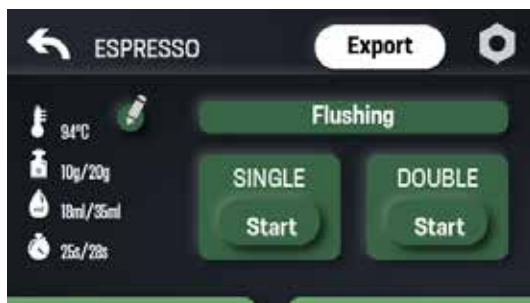 ESPRESSO
Export
94°C
Flushing
10g/20g
SINGLE
DOUBLE
18ml/35ml
Start
Start
25s/28s